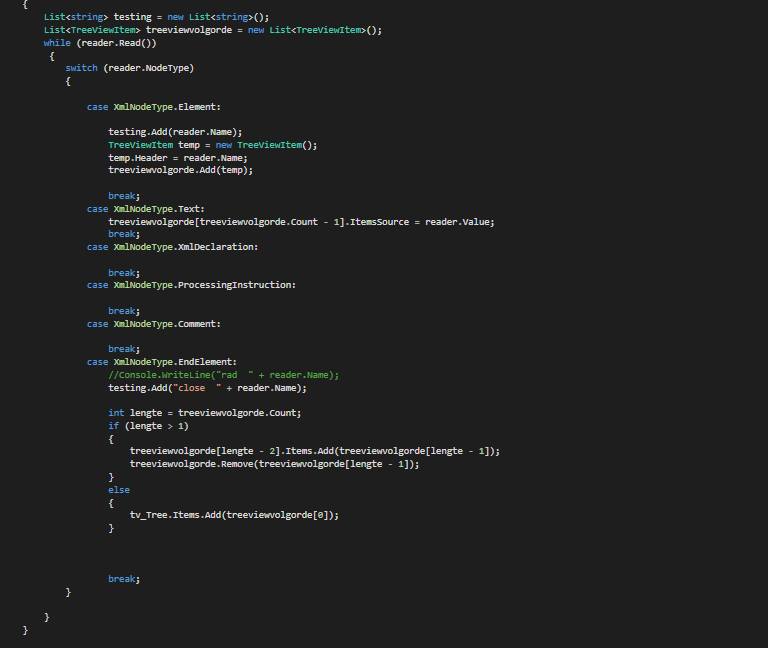 {
List<string> testing = new List<string>();
List<TreeViewItem> treeviewvolgorde = new List<TreeViewItem>();
while (reader.Read())
{
switch (reader.NodeType)
{
case XmlNodeType.Element:
testing.Add(reader.Name);
TreeViewItem temp = new TreeViewItem();
temp.Header = reader.Name;
treeviewvolgorde.Add(temp);
break;
case XmlNodeType.Text:
treeviewvolgorde[treeviewvolgorde.Count - 1].ItemsSource = reader.Value;
break;
case XmlNodeType.XmlDeclaration:
break;
case XmlNodeType.ProcessingInstruction:
break;
case XmlNodeType.Comment:
break;
case XmlNodeType.EndElement:
//Console.WriteLine("rad  " + reader.Name);
testing.Add("close  " + reader.Name);
int lengte = treeviewvolgorde.Count;
if (lengte > 1)
{
treeviewvolgorde[lengte - 2].Items.Add(treeviewvolgorde[lengte - 1]);
treeviewvolgorde.Remove(treeviewvolgorde[lengte - 1]);
}
else
{
tv_Tree.Items.Add(treeviewvolgorde[0]);
}
break;
}
}
}